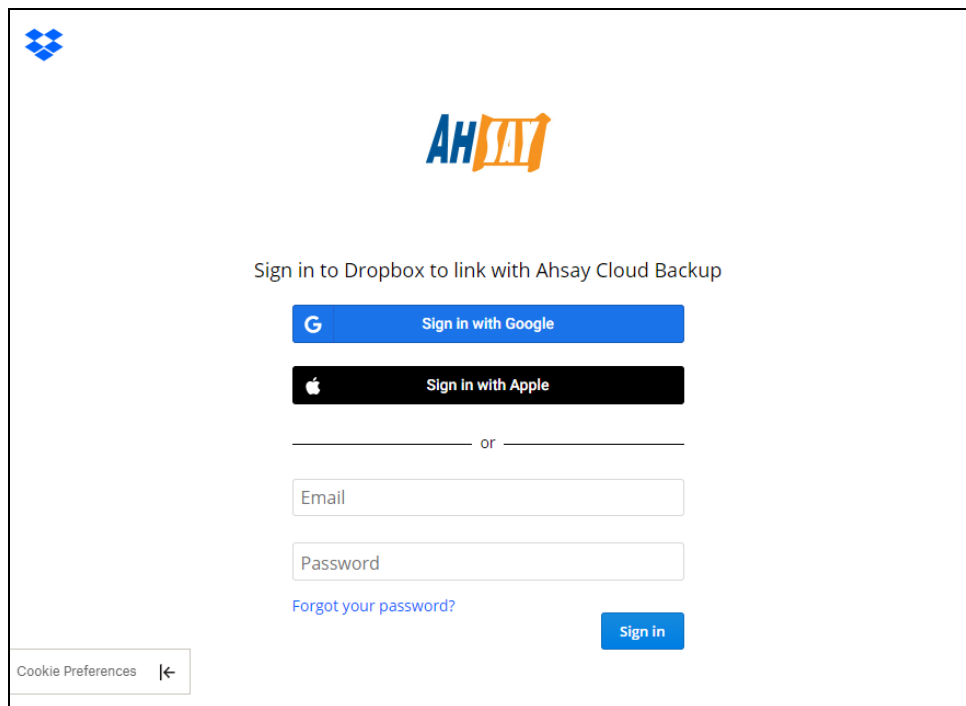 AHSAY
Sign in to Dropbox to link with Ahsay Cloud Backup
Sign in with Google
Sign in with Apple
or
Email
Password
Forgot your password?
Sign in
Cookie Preferences